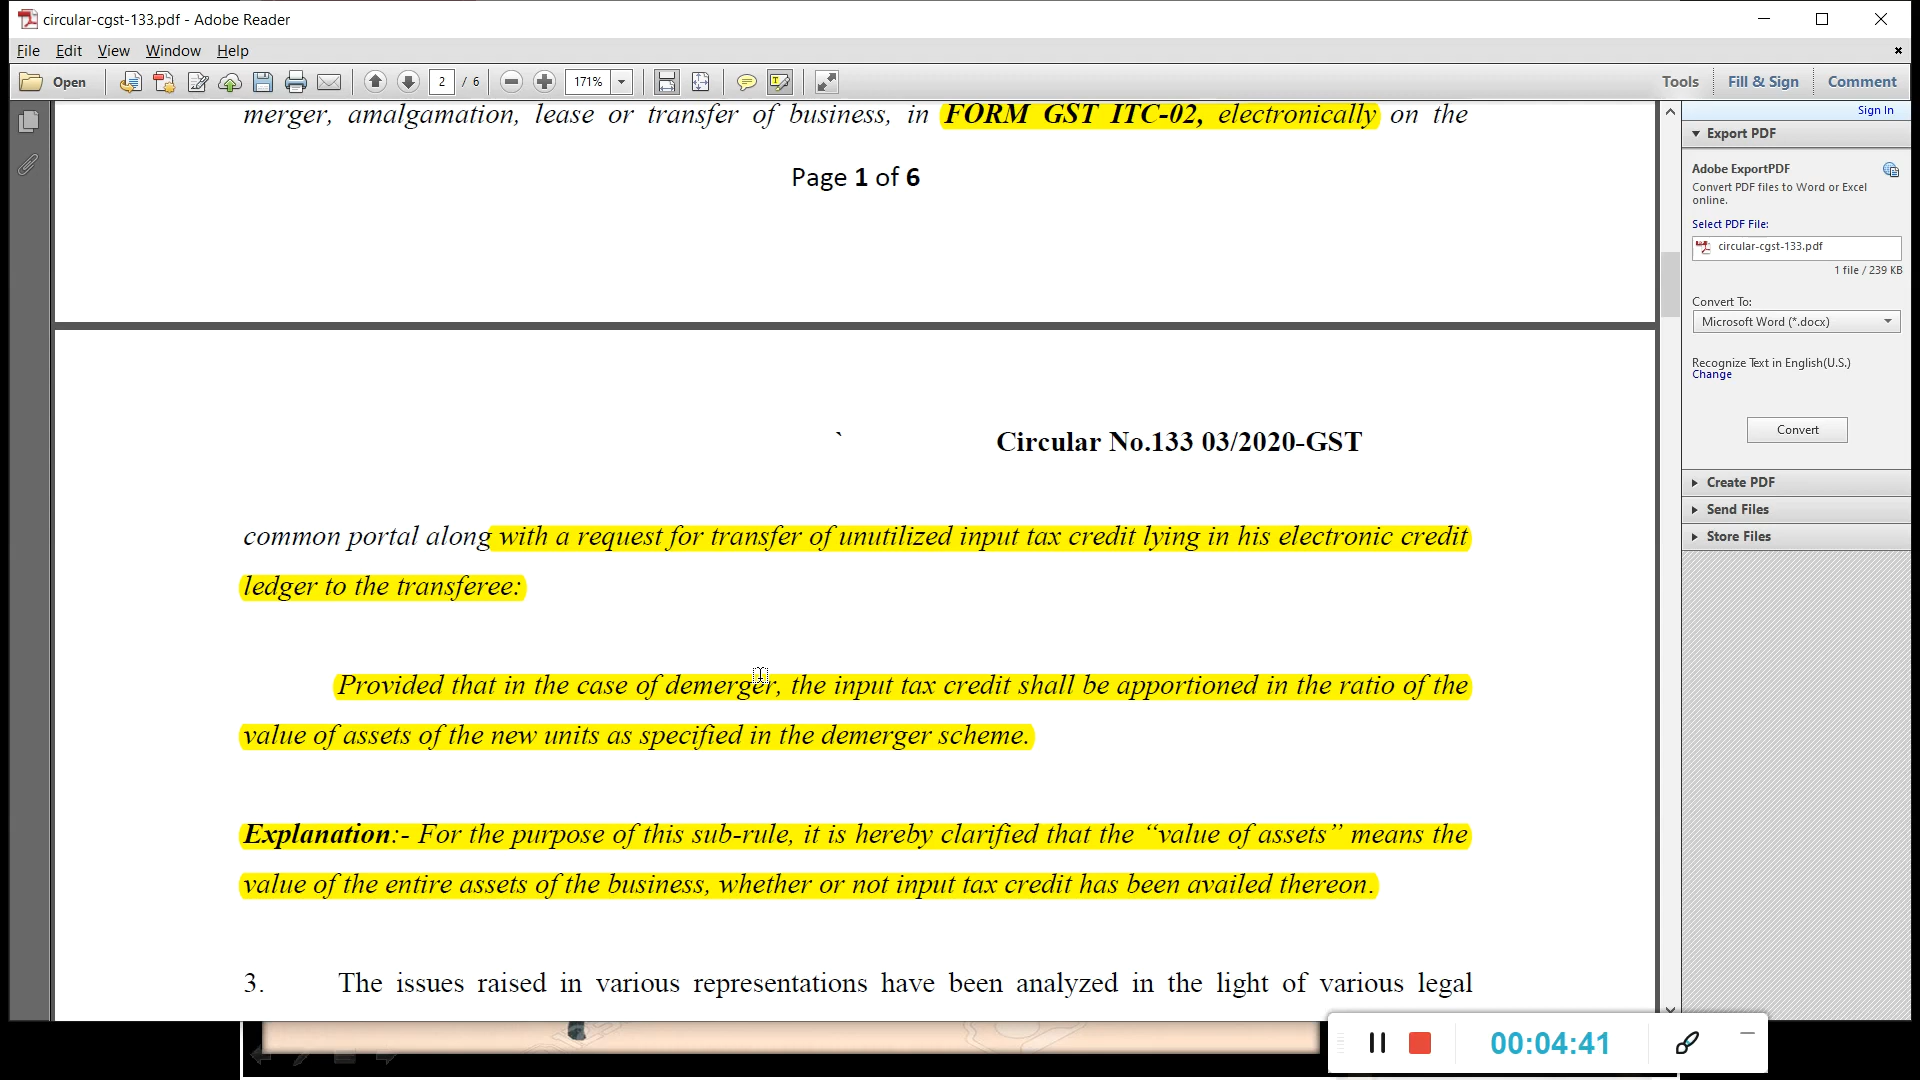 circular-cgst-133.pdf - Adobe Reader
File Edit View Window Help
Open 2 / 6 171% Tools Fill & Sign Comment
Sign In
merger, amalgamation, lease or transfer of business, in FORM GST ITC-02, electronically on the
Page 1 of 6
` Circular No.133 03/2020-GST
common portal along with a request for transfer of unutilized input tax credit lying in his electronic credit
ledger to the transferee:
Provided that in the case of demerger, the input tax credit shall be apportioned in the ratio of the
value of assets of the new units as specified in the demerger scheme.
Explanation:- For the purpose of this sub-rule, it is hereby clarified that the “value of assets” means the
value of the entire assets of the business, whether or not input tax credit has been availed thereon.
3. The issues raised in various representations have been analyzed in the light of various legal
Export PDF
Adobe ExportPDF
Convert PDF files to Word or Excel
online.
Select PDF File:
circular-cgst-133.pdf
1 file / 239 KB
Convert To:
Microsoft Word (*.docx)
Recognize Text in English(U.S.)
Change
Convert
Create PDF
Send Files
Store Files
00:04:41